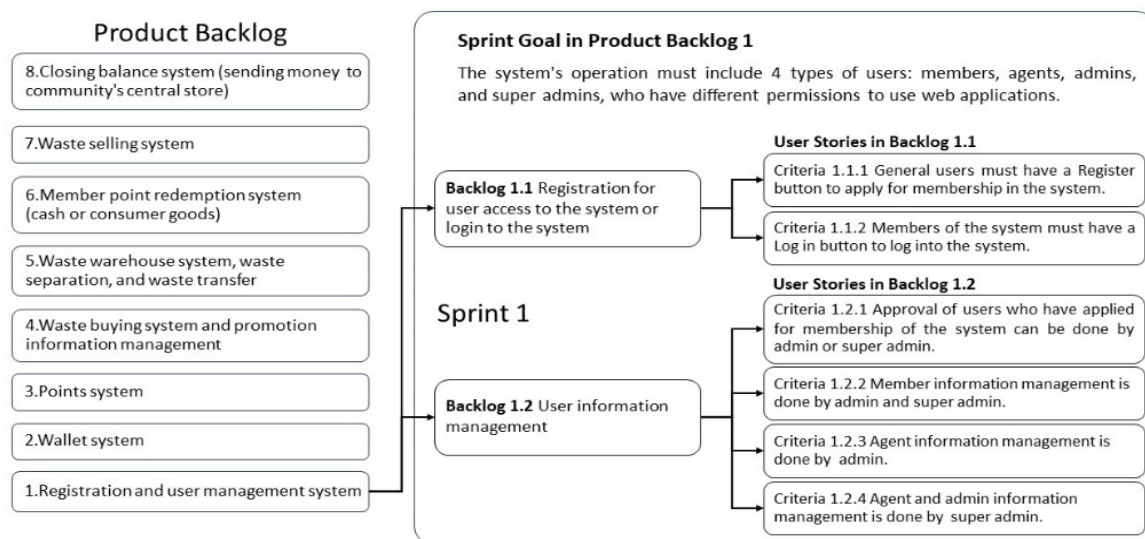 Product Backlog
8.Closing balance system (sending money to
community's central store)
7.Waste selling system
6.Member point redemption system
(cash or consumer goods)
5.Waste warehouse system, waste
separation, and waste transfer
4.Waste buying system and promotion
information management
3.Points system
2.Wallet system
1.Registration and user management system
Sprint Goal in Product Backlog 1
The system's operation must include 4 types of users: members, agents, admins,
and super admins, who have different permissions to use web applications.
Sprint 1
Backlog 1.1 Registration for
user access to the system or
login to the system
User Stories in Backlog 1.1
Criteria 1.1.1 General users must have a Register
button to apply for membership in the system.
Criteria 1.1.2 Members of the system must have a
Log in button to log into the system.
Backlog 1.2 User information
management
User Stories in Backlog 1.2
Criteria 1.2.1 Approval of users who have applied
for membership of the system can be done by
admin or super admin.
Criteria 1.2.2 Member information management is
done by admin and super admin.
Criteria 1.2.3 Agent information management is
done by admin.
Criteria 1.2.4 Agent and admin information
management is done by super admin.